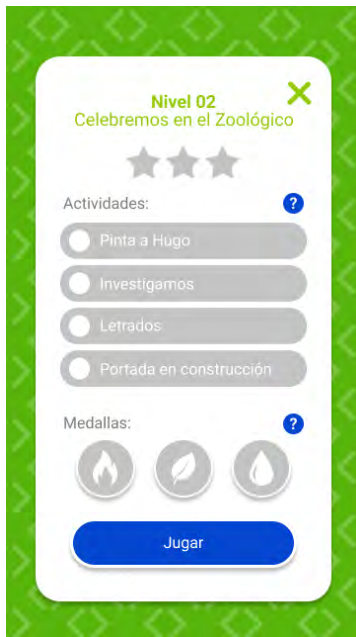 Nivel 02
Celebremos en el Zoológico
Actividades:
?
Pinta a Hugo
Investigamos
Letrados
Portada en construcción
Medallas:
?
Jugar